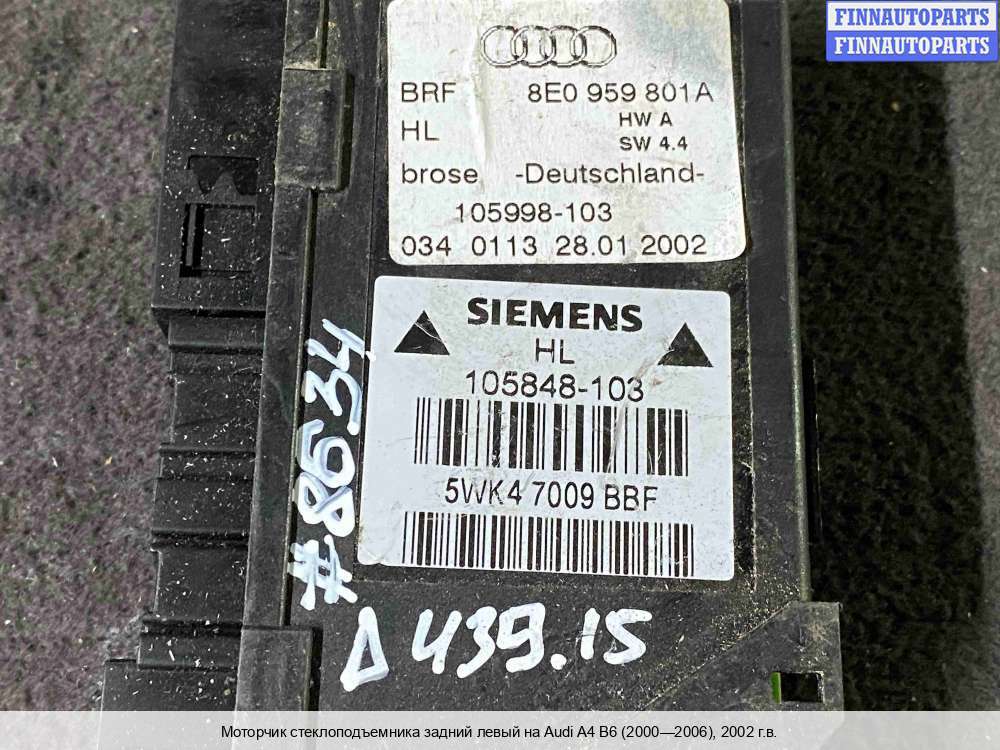 FINNAUTOPARTS
FINNAUTOPARTS
BRF 8E0 959 801A
HL HW A
SW 4.4
brose -Deutschland-
105998-103
034 0113 28.01.2002
SIEMENS
HL
105848-103
5WK4 7009 BBF
#8634
Δ 439.15
Моторчик стеклоподъемника задний левый на Audi A4 B6 (2000—2006), 2002 г.в.